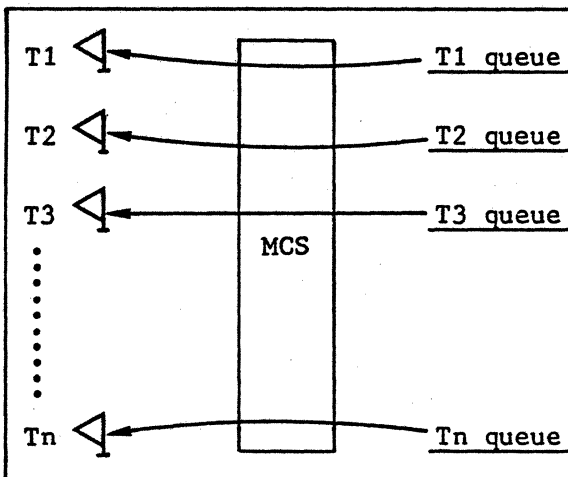 T1 T1 queue
T2 T2 queue
T3 T3 queue
MCS
Tn Tn queue